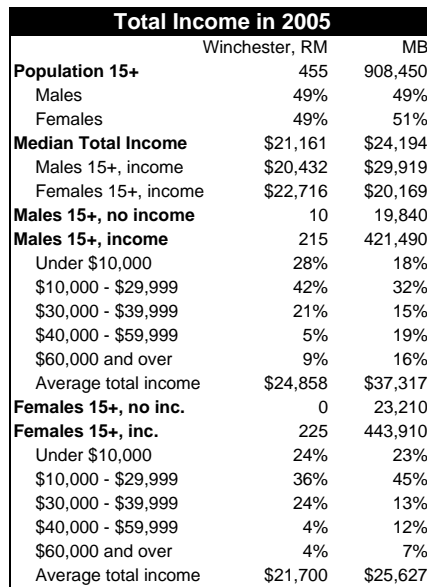 Total Income in 2005
Winchester, RM MB
Population 15+ 455 908,450
Males 49% 49%
Females 49% 51%
Median Total Income $21,161 $24,194
Males 15+, income $20,432 $29,919
Females 15+, income $22,716 $20,169
Males 15+, no income 10 19,840
Males 15+, income 215 421,490
Under $10,000 28% 18%
$10,000 - $29,999 42% 32%
$30,000 - $39,999 21% 15%
$40,000 - $59,999 5% 19%
$60,000 and over 9% 16%
Average total income $24,858 $37,317
Females 15+, no inc. 0 23,210
Females 15+, inc. 225 443,910
Under $10,000 24% 23%
$10,000 - $29,999 36% 45%
$30,000 - $39,999 24% 13%
$40,000 - $59,999 4% 12%
$60,000 and over 4% 7%
Average total income $21,700 $25,627